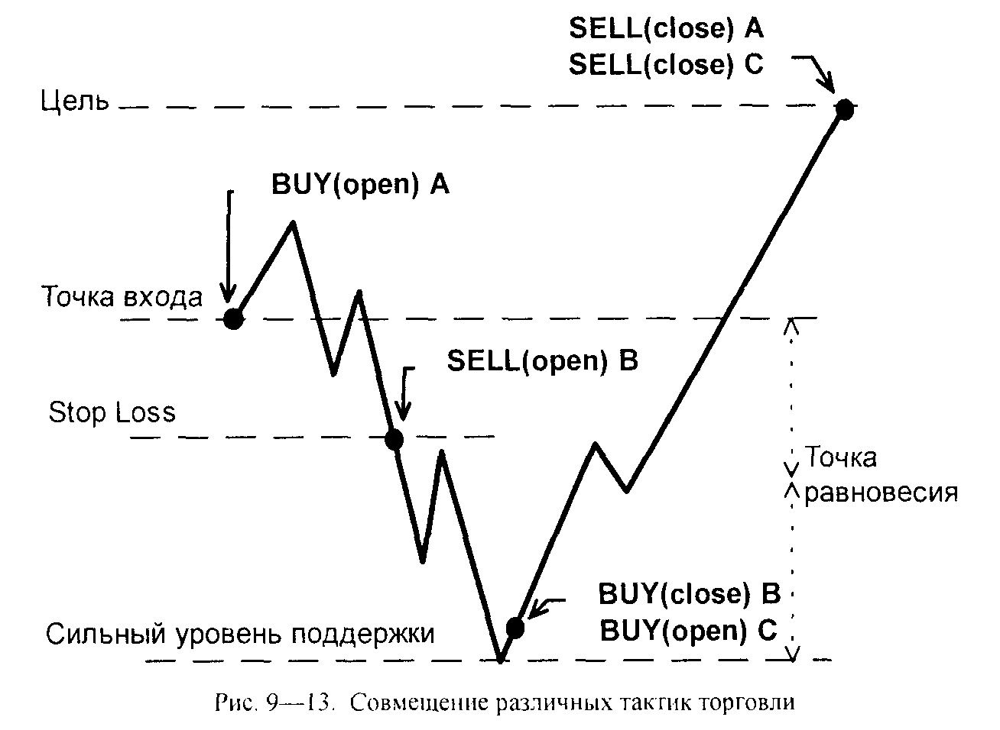 SELL(close) A
SELL(close) C
Цель
BUY(open) A
Точка входа
SELL(open) B
Stop Loss
Точка
равновесия
BUY(close) B
BUY(open) C
Сильный уровень поддержки
Рис. 9—13. Совмещение различных тактик торговли